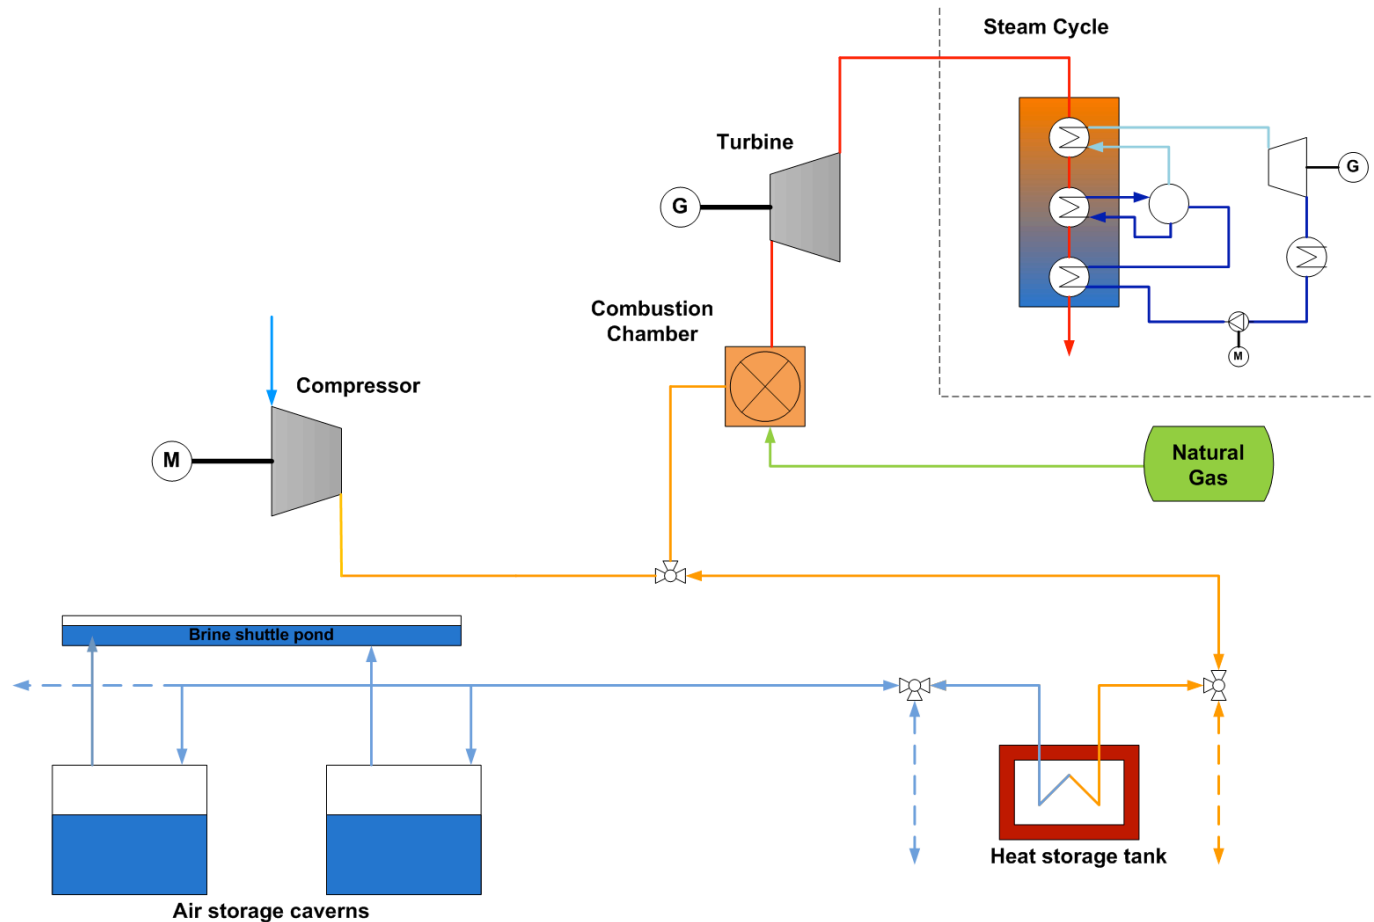 Steam Cycle
Turbine
G
G
Combustion
Chamber
M
Compressor
M
Natural
Gas
Brine shuttle pond
Heat storage tank
Air storage caverns